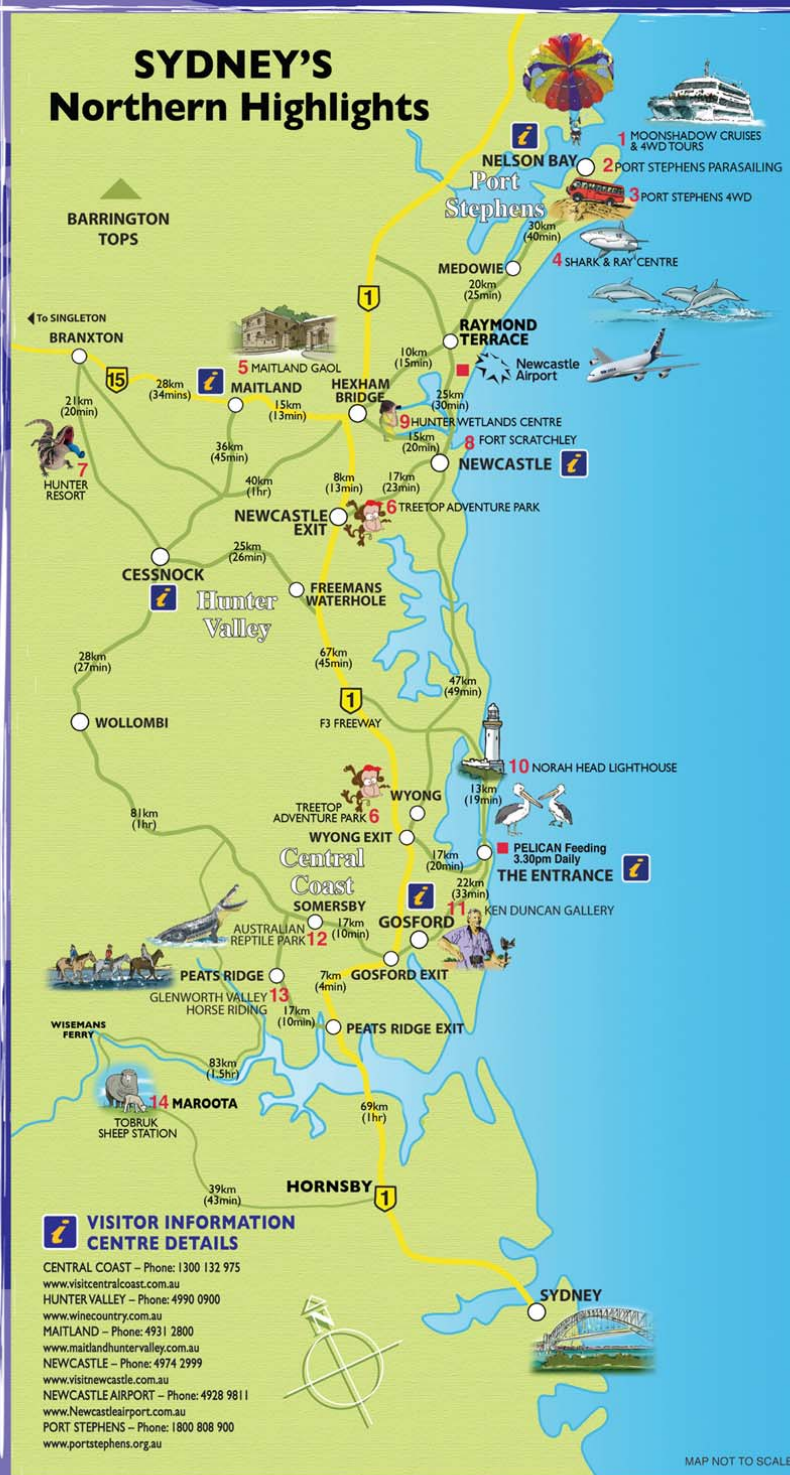 SYDNEY'S
Northern Highlights
BARRINGTON
TOPS
i
NELSON BAY
Port
Stephens
1 MOONSHADOW CRUISES
& 4WD TOURS
2 PORT STEPHENS PARASAILING
3 PORT STEPHENS 4WD
30km
(40min)
4 SHARK & RAY CENTRE
MEDOWIE
20km
(25min)
1
To SINGLETON
BRANXTON
15
28km
(34mins)
i
5 MAITLAND GAOL
MAITLAND
15km
(13min)
HEXHAM
BRIDGE
10km
(15min)
RAYMOND
TERRACE
Newcastle
Airport
25km
(30min)
21km
(20min)
7
HUNTER
RESORT
36km
(45min)
40km
(1hr)
9 HUNTER WETLANDS CENTRE
15km
(20min)
8 FORT SCRATCHLEY
NEWCASTLE
i
8km
(13min)
17km
(23min)
NEWCASTLE
EXIT
6 TREETOP ADVENTURE PARK
CESSNOCK
i
25km
(26min)
FREEMANS
WATERHOLE
Hunter
Valley
28km
(27min)
67km
(45min)
WOLLOMBI
1
F3 FREEWAY
47km
(49min)
10 NORAH HEAD LIGHTHOUSE
13km
(19min)
81km
(1hr)
TREETOP
ADVENTURE PARK 6
WYONG
WYONG EXIT
17km
(20min)
PELICAN Feeding
3.30pm Daily
THE ENTRANCE
i
Central
Coast
22km
(33min)
i
SOMERSBY
17km
(10min)
GOSFORD
11 KEN DUNCAN GALLERY
AUSTRALIAN
REPTILE PARK 12
GOSFORD EXIT
7km
(4min)
PEATS RIDGE
GLENWORTH VALLEY 13
HORSE RIDING
17km
(10min)
PEATS RIDGE EXIT
WISEMANS
FERRY
83km
(1.5hr)
14 MAROOTA
TOBRUK
SHEEP STATION
69km
(1hr)
39km
(43min)
HORNSBY
1
SYDNEY
i
VISITOR INFORMATION
CENTRE DETAILS
CENTRAL COAST – Phone: 1300 132 975
www.visitcentralcoast.com.au
HUNTER VALLEY – Phone: 4990 0900
www.winecountry.com.au
MAITLAND – Phone: 4931 2800
www.maitlandhuntervalley.com.au
NEWCASTLE – Phone: 4974 2999
www.visitnewcastle.com.au
NEWCASTLE AIRPORT – Phone: 4928 9811
www.Newcastleairport.com.au
PORT STEPHENS – Phone: 1800 808 900
www.portstephens.org.au
N
MAP NOT TO SCALE